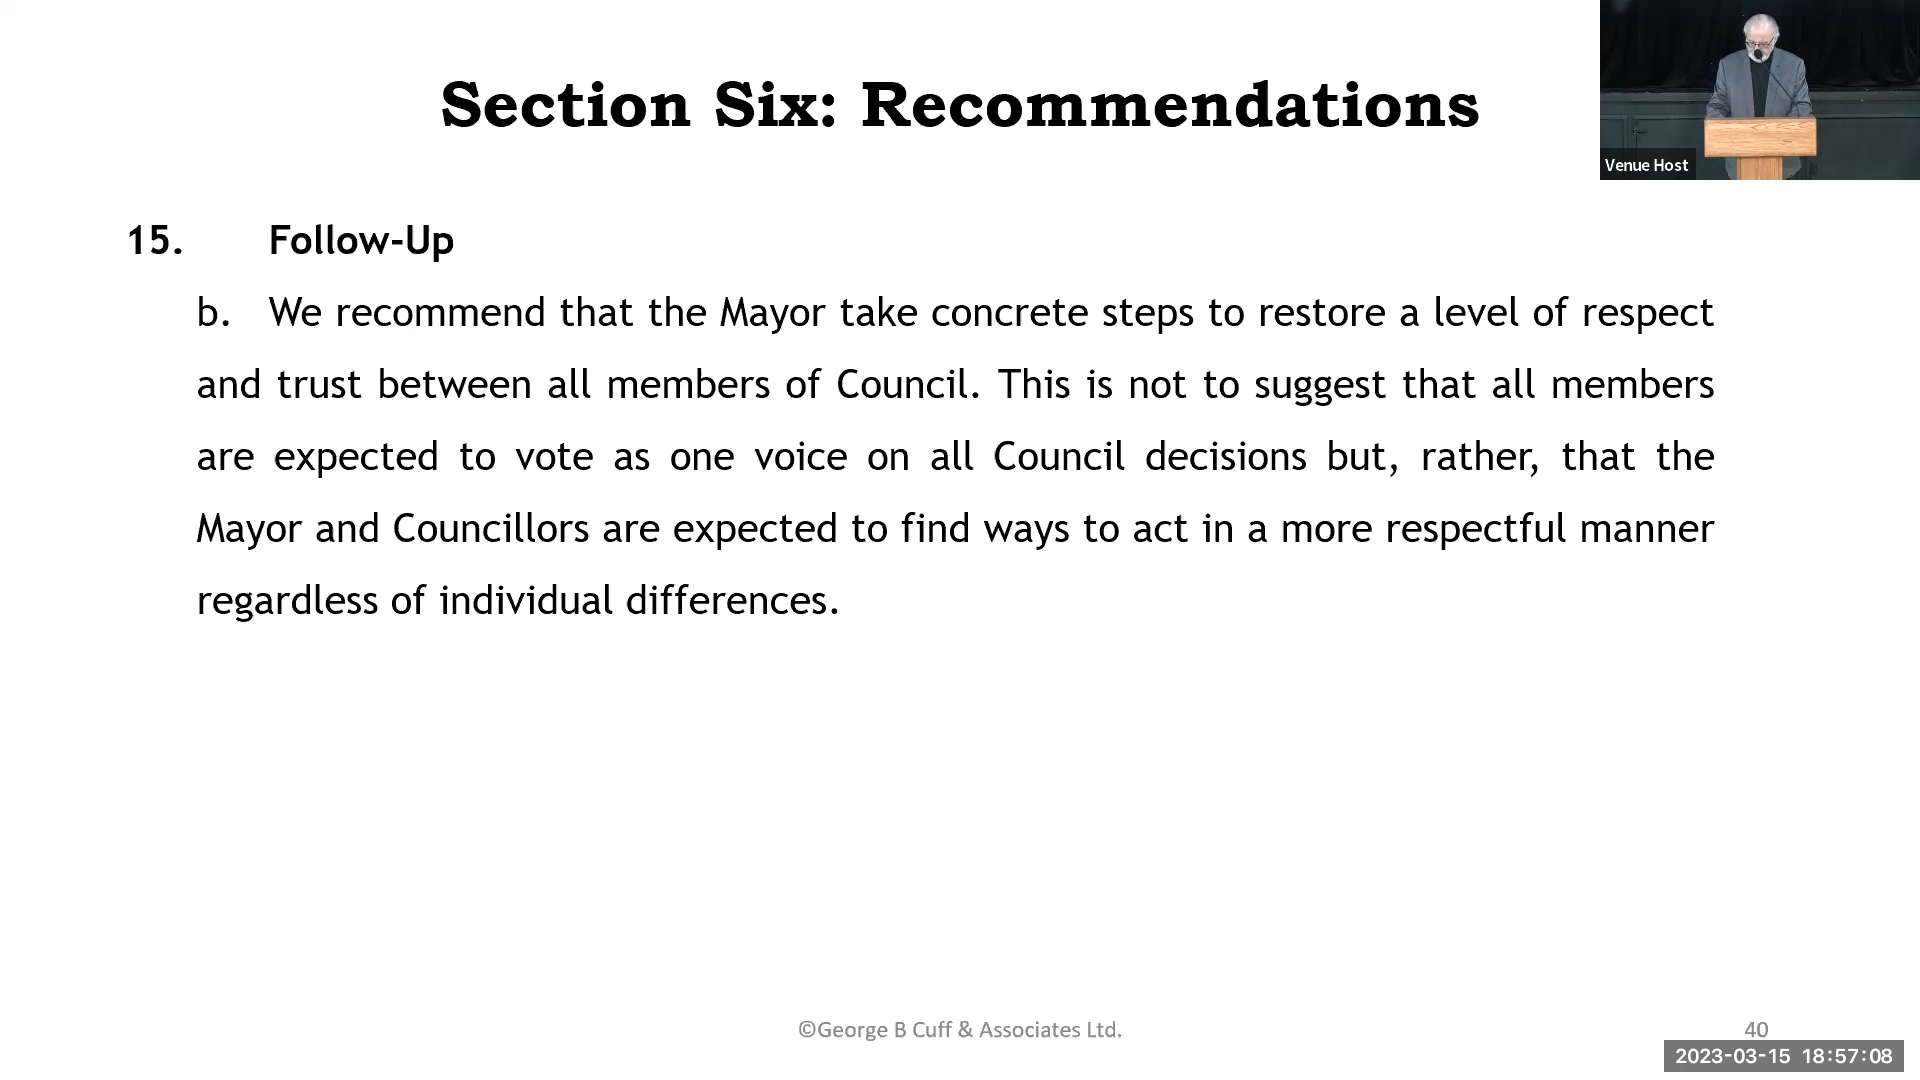 Section Six: Recommendations
Venue Host
15. Follow-Up
b. We recommend that the Mayor take concrete steps to restore a level of respect
and trust between all members of Council. This is not to suggest that all members
are expected to vote as one voice on all Council decisions but, rather, that the
Mayor and Councillors are expected to find ways to act in a more respectful manner
regardless of individual differences.
©George B Cuff & Associates Ltd.
40
2023-03-15 18:57:08